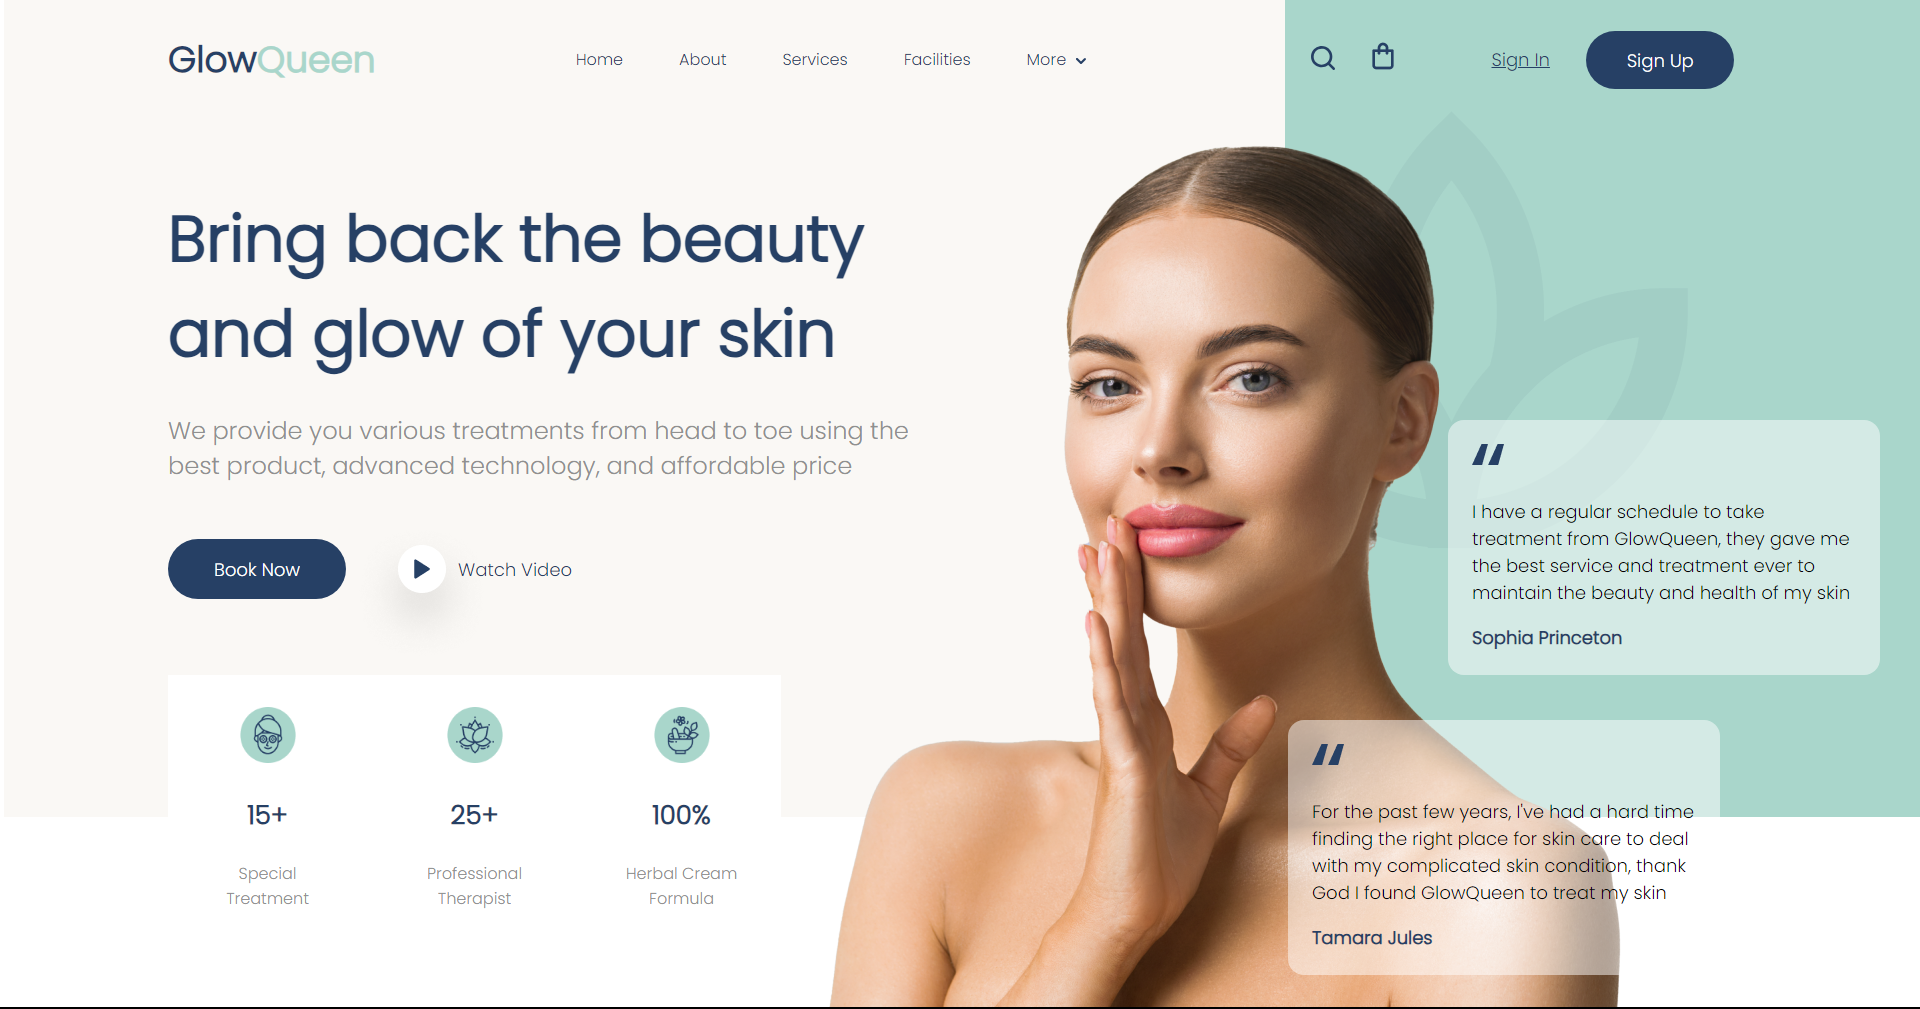 GlowQueen
Home
About
Services
Facilities
More
Sign In
Sign Up
Bring back the beauty
and glow of your skin
We provide you various treatments from head to toe using the
best product, advanced technology, and affordable price
Book Now
Watch Video
15+
Special
Treatment
25+
Professional
Therapist
100%
Herbal Cream
Formula
“
I have a regular schedule to take
treatment from GlowQueen, they gave me
the best service and treatment ever to
maintain the beauty and health of my skin
Sophia Princeton
“
For the past few years, I've had a hard time
finding the right place for skin care to deal
with my complicated skin condition, thank
God I found GlowQueen to treat my skin
Tamara Jules